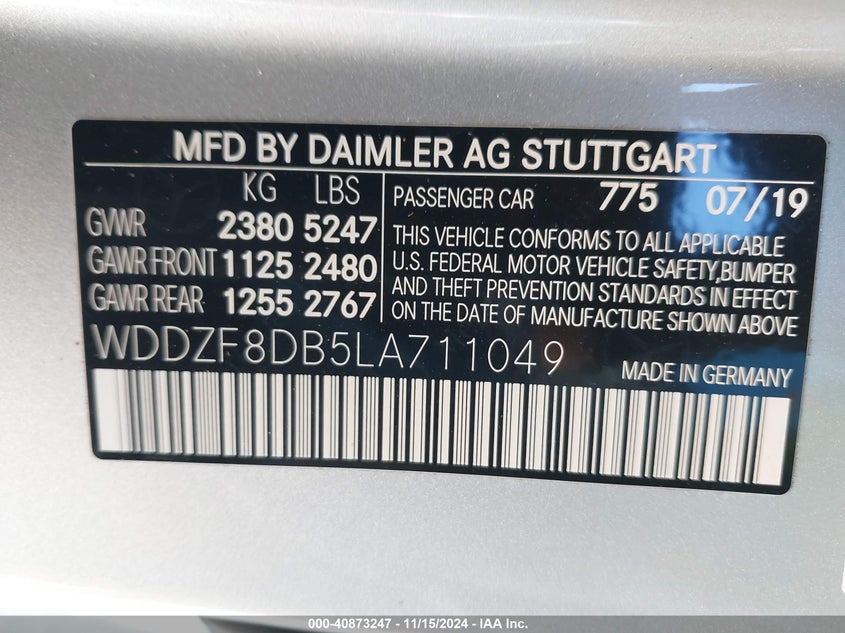 MFD BY DAIMLER AG STUTTGART
KG LBS
GVWR 2380 5247
GAWR FRONT 1125 2480
GAWR REAR 1255 2767
PASSENGER CAR 775 07/19
THIS VEHICLE CONFORMS TO ALL APPLICABLE
U.S. FEDERAL MOTOR VEHICLE SAFETY,BUMPER
AND THEFT PREVENTION STANDARDS IN EFFECT
ON THE DATE OF MANUFACTURE SHOWN ABOVE
WDDZF8DB5LA711049
MADE IN GERMANY
000-40873247 - 11/15/2024 - IAA Inc.